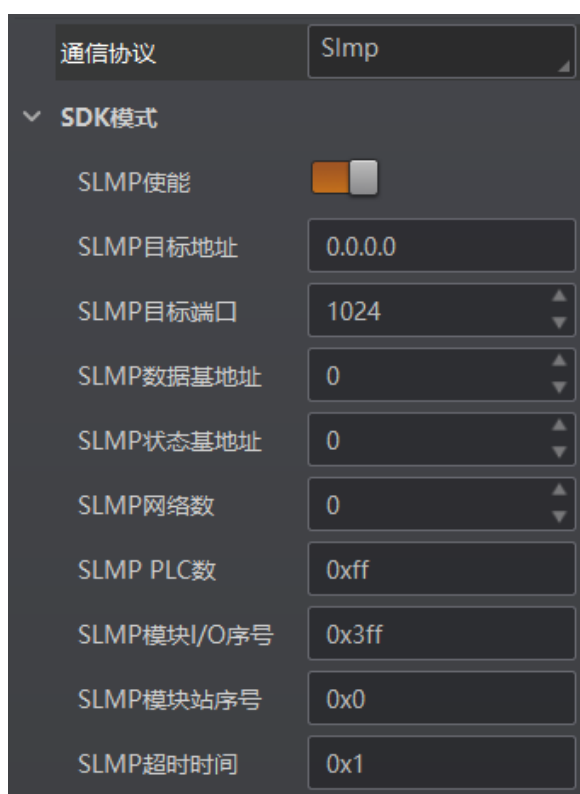 通信协议 Slmp
SDK模式
SLMP使能
SLMP目标地址 0.0.0.0
SLMP目标端口 1024
SLMP数据基地址 0
SLMP状态基地址 0
SLMP网络数 0
SLMP PLC数 0xff
SLMP模块I/O序号 0x3ff
SLMP模块站序号 0x0
SLMP超时时间 0x1